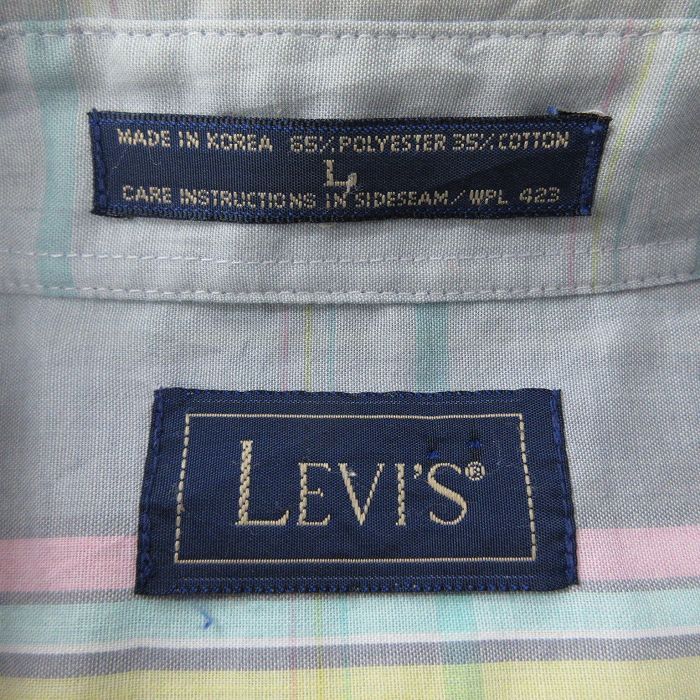 MADE IN KOREA 65% POLYESTER 35% COTTON
L,
CARE INSTRUCTIONS IN SIDESEAM / WPL 423
LEVI'S®